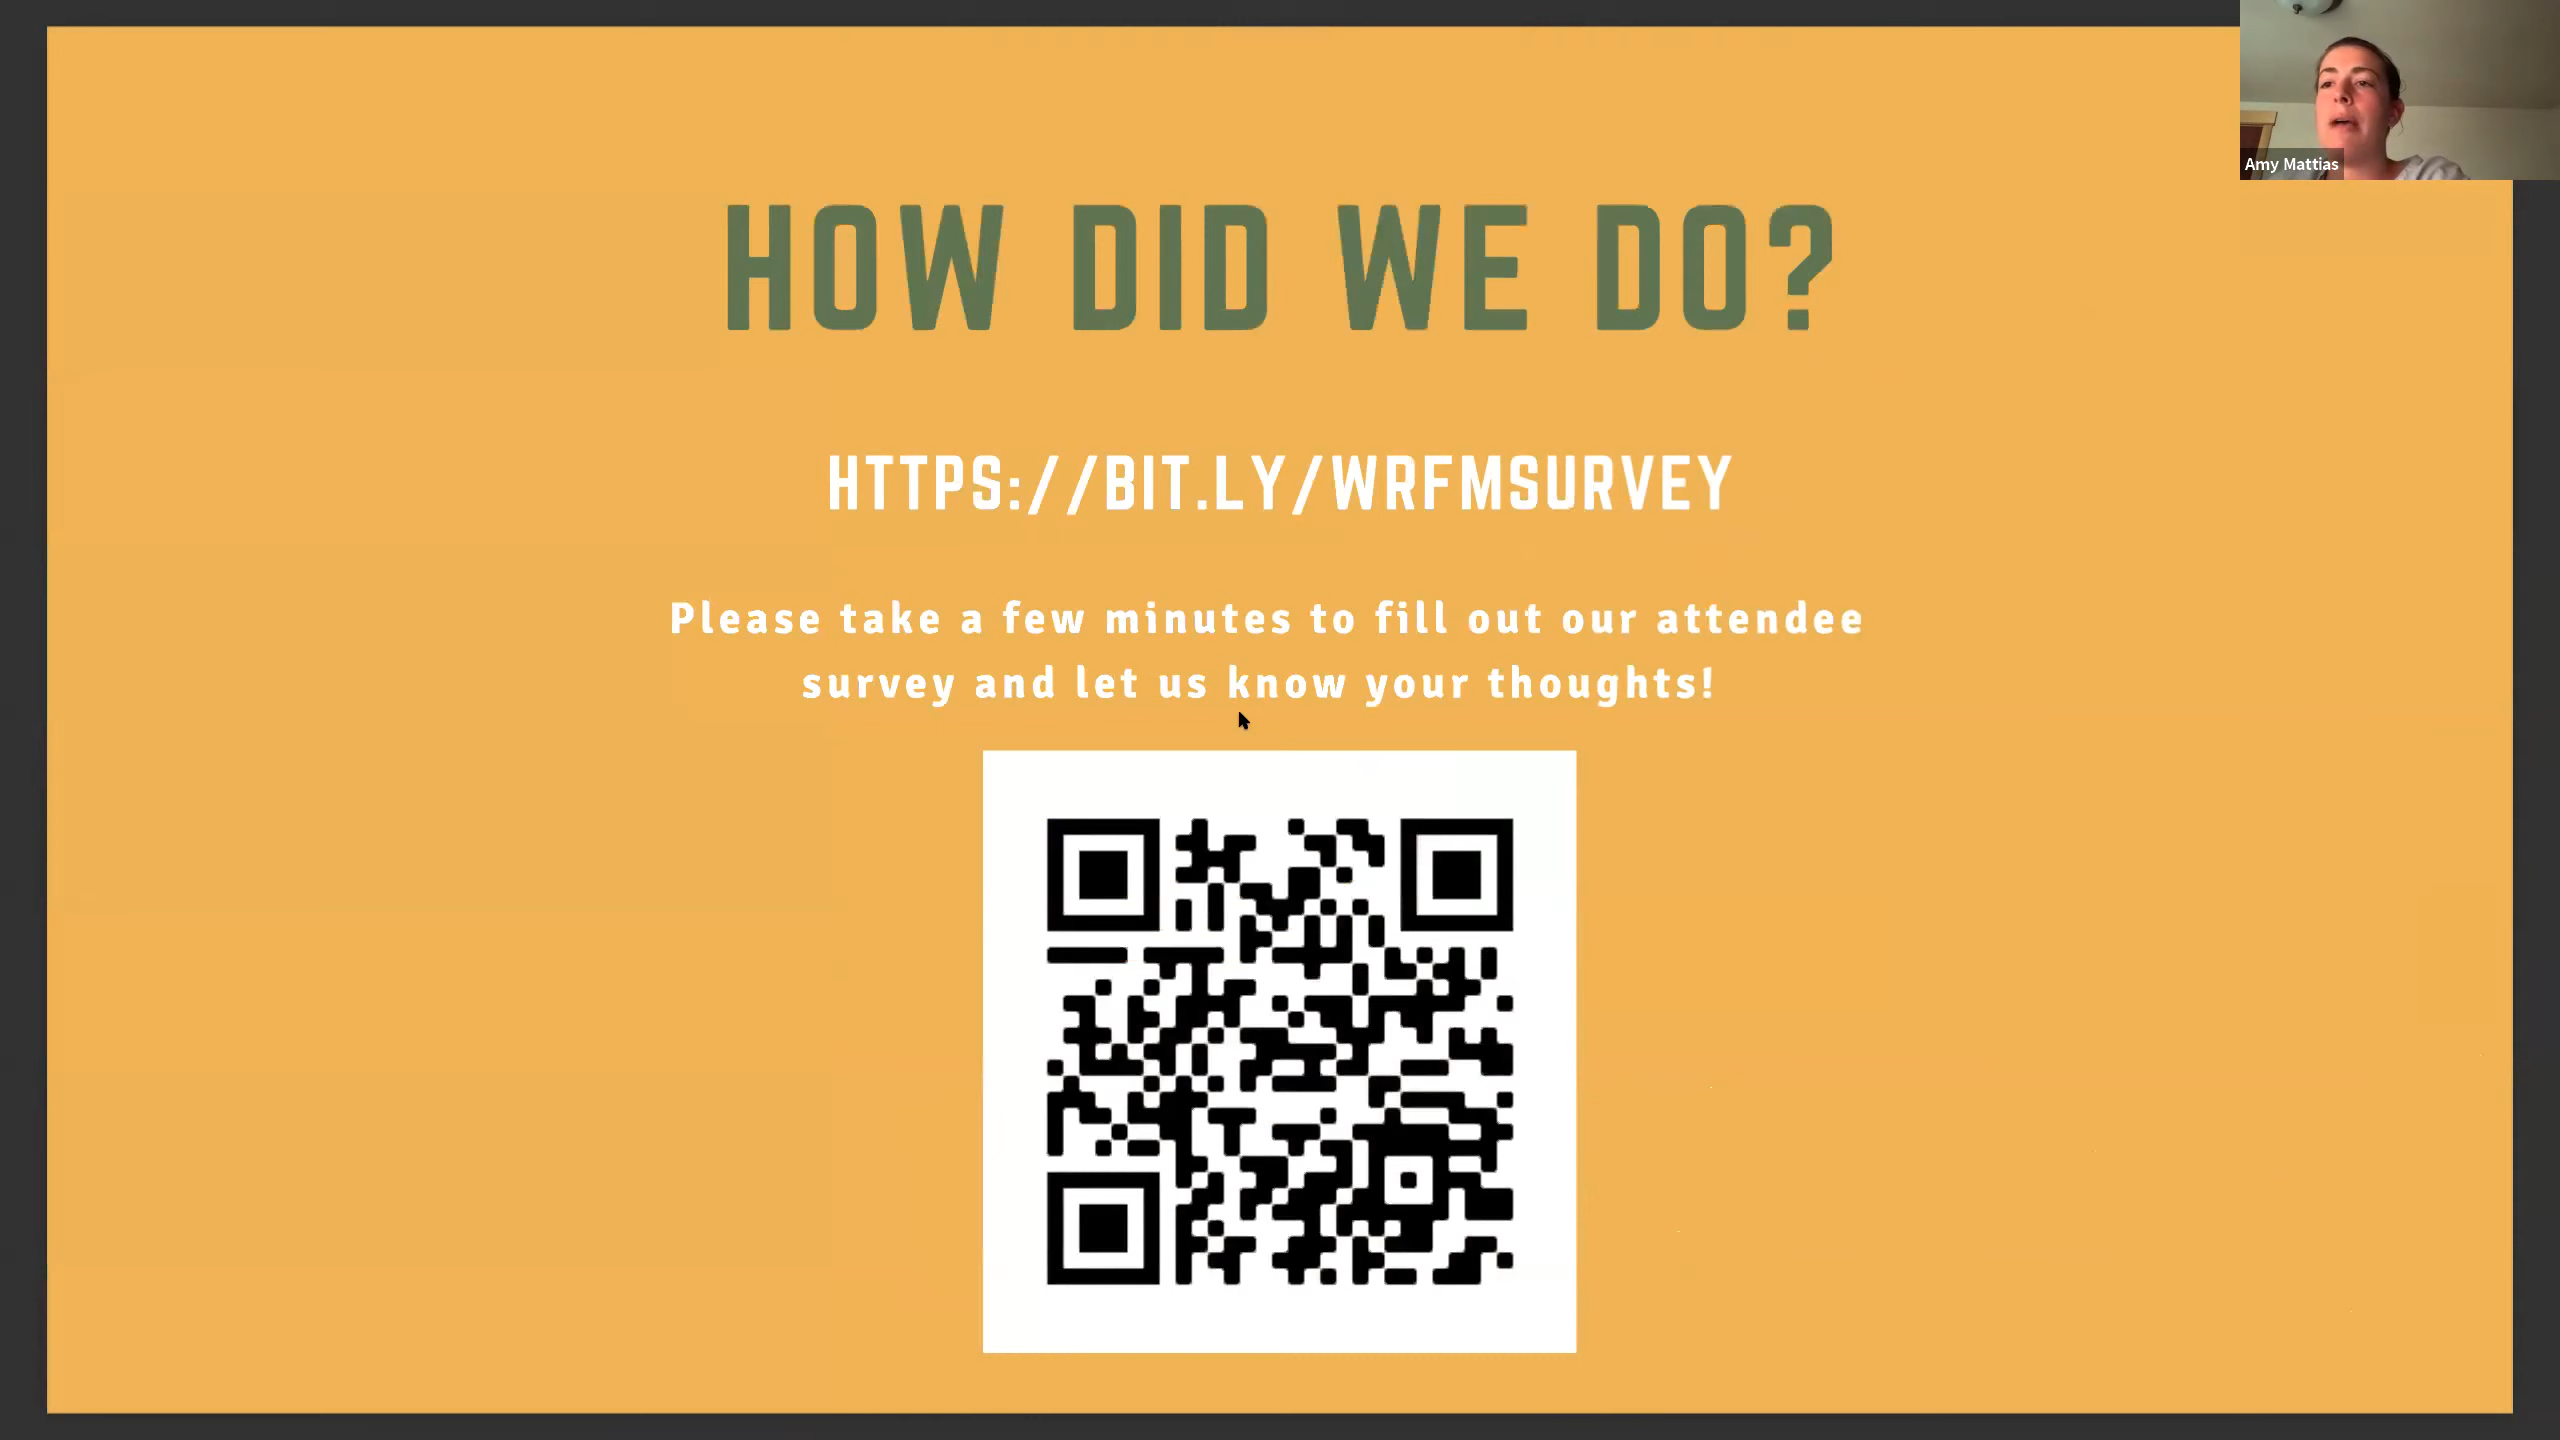 HOW DID WE DO?
HTTPS://BIT.LY/WRFMSURVEY
Please take a few minutes to fill out our attendee
survey and let us know your thoughts!
Amy Mattias